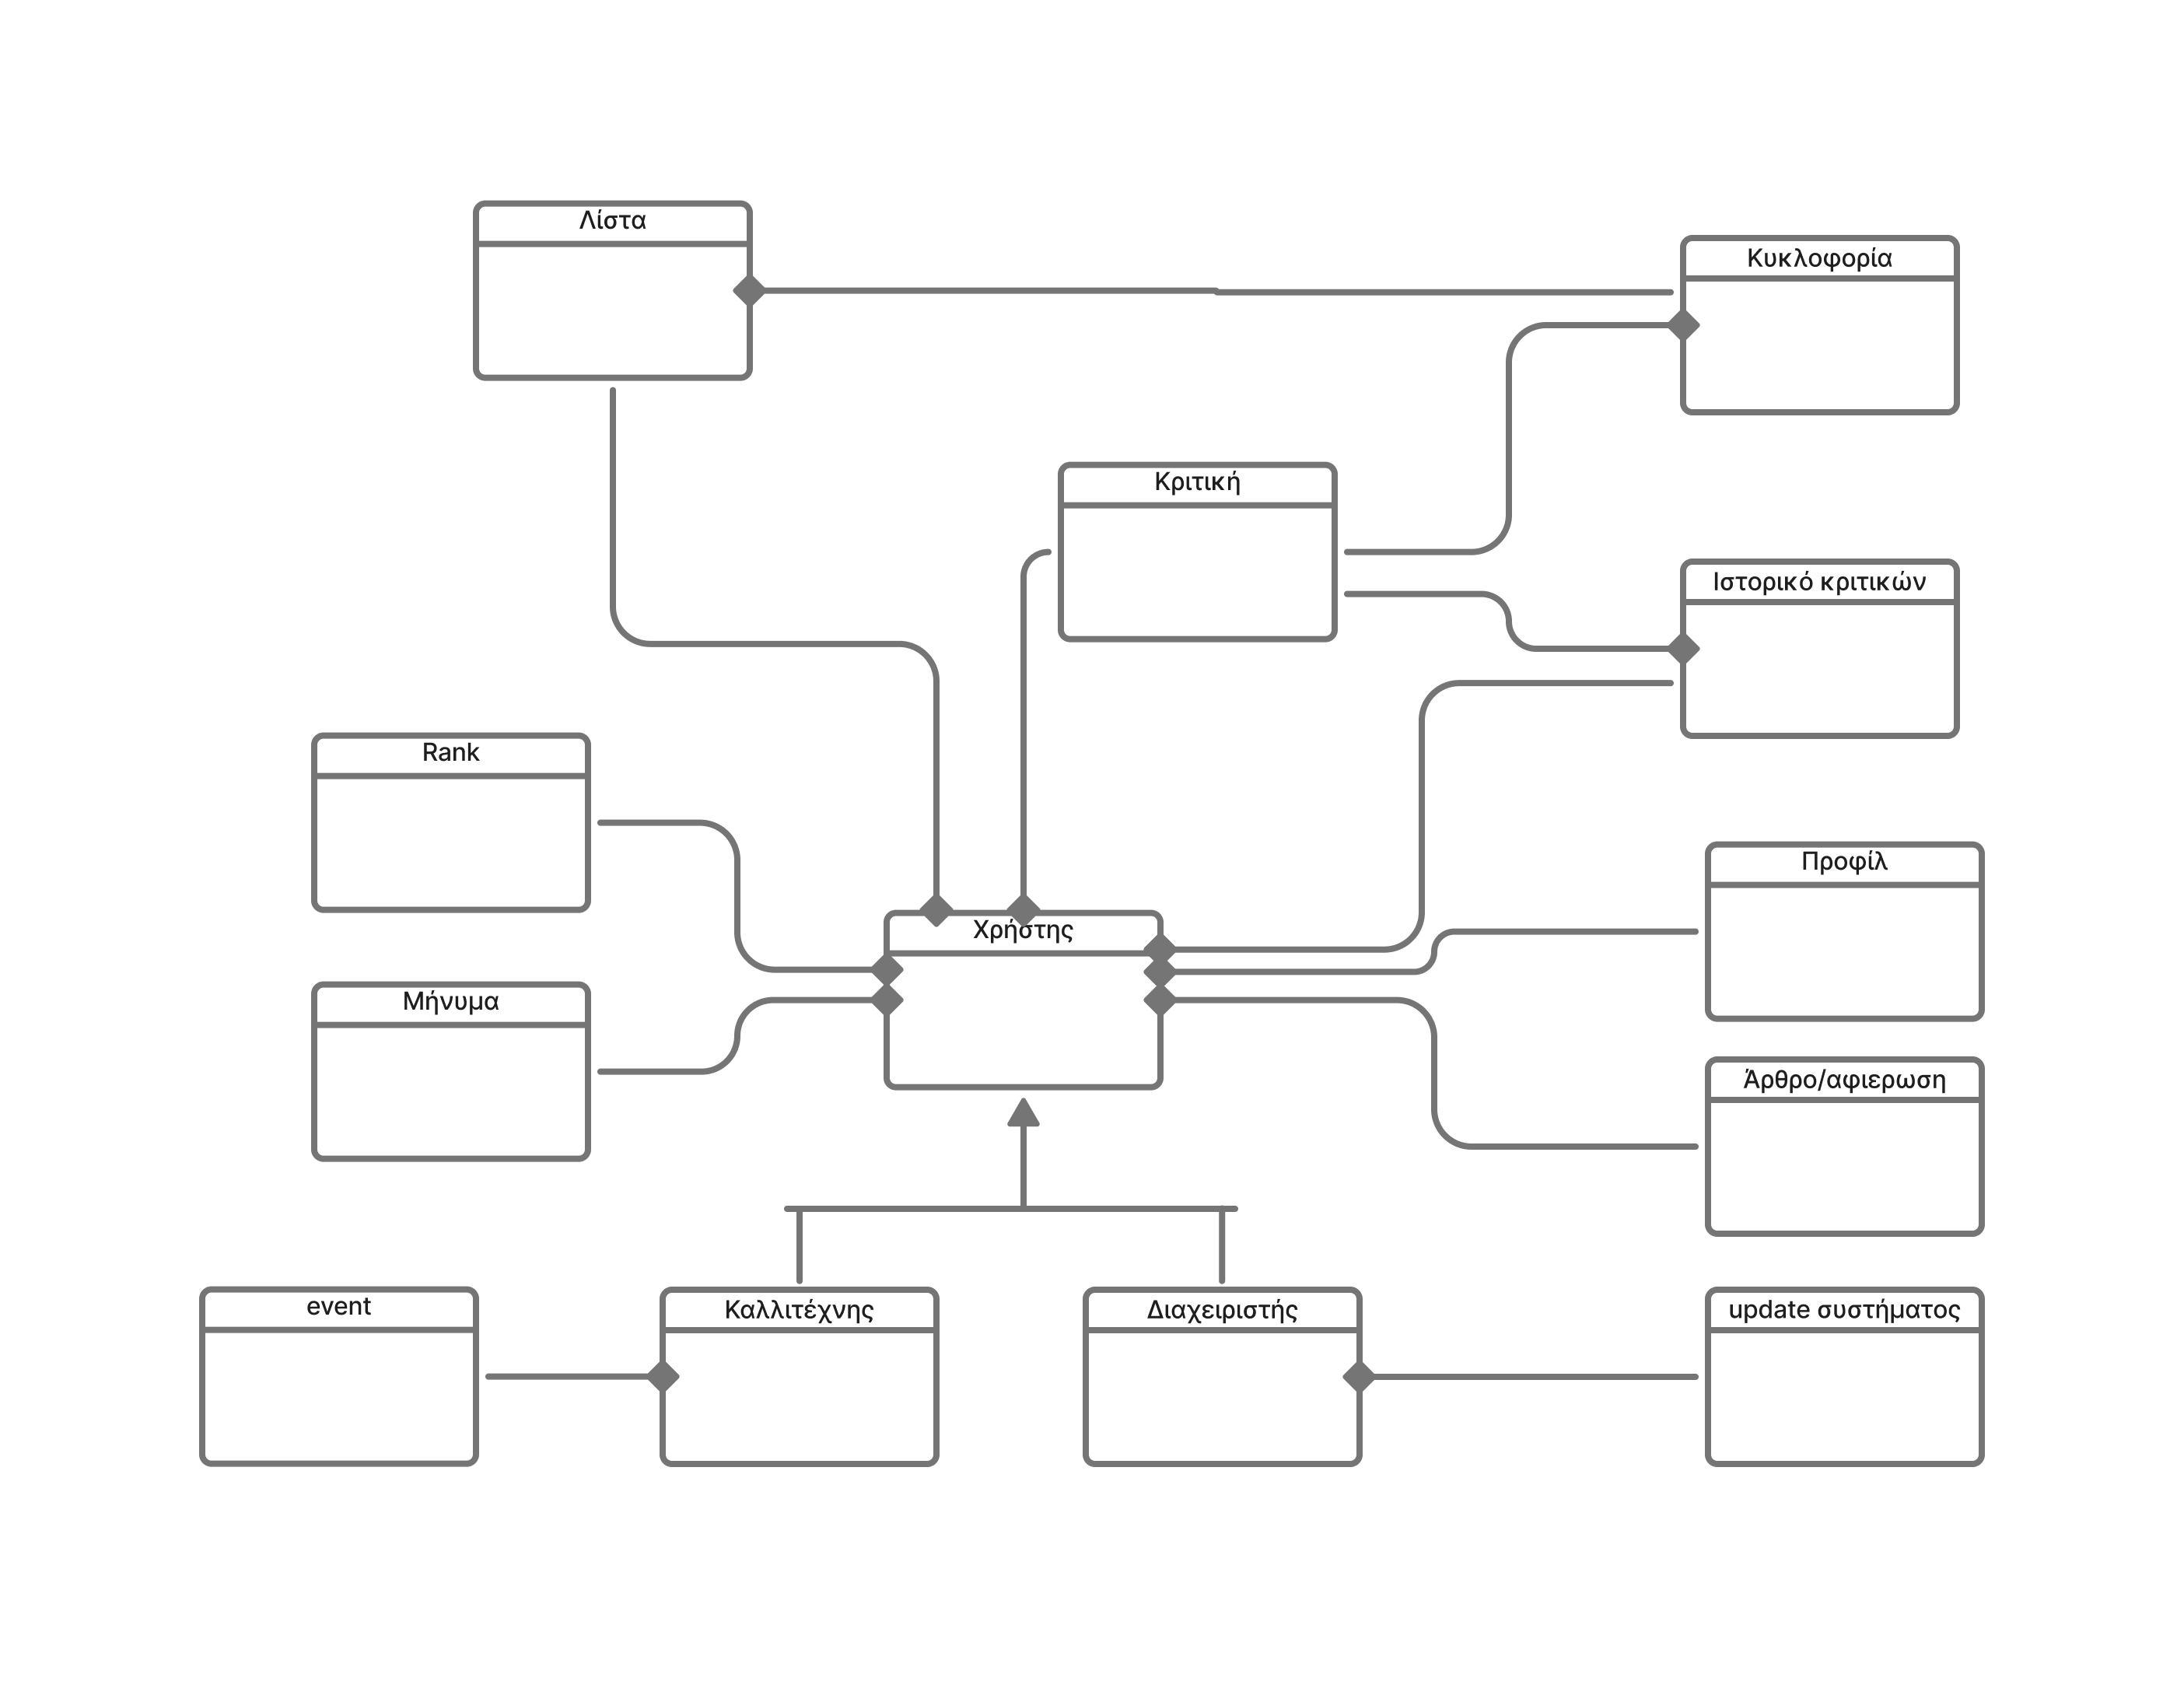 Λίστα
Κυκλοφορία
Κριτική
Ιστορικό κριτικών
Rank
Προφίλ
Χρήστης
Μήνυμα
Άρθρο/αφιερωση
event
Καλλιτέχνης
Διαχειριστής
update συστήματος